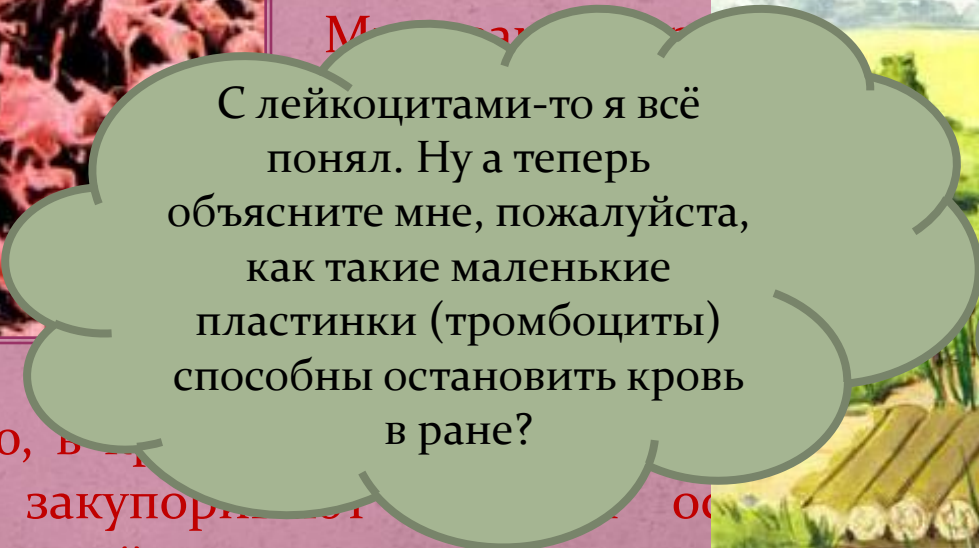 С лейкоцитами-то я всё
понял. Ну а теперь
объясните мне, пожалуйста,
как такие маленькие
пластинки (тромбоциты)
способны остановить кровь
в ране?